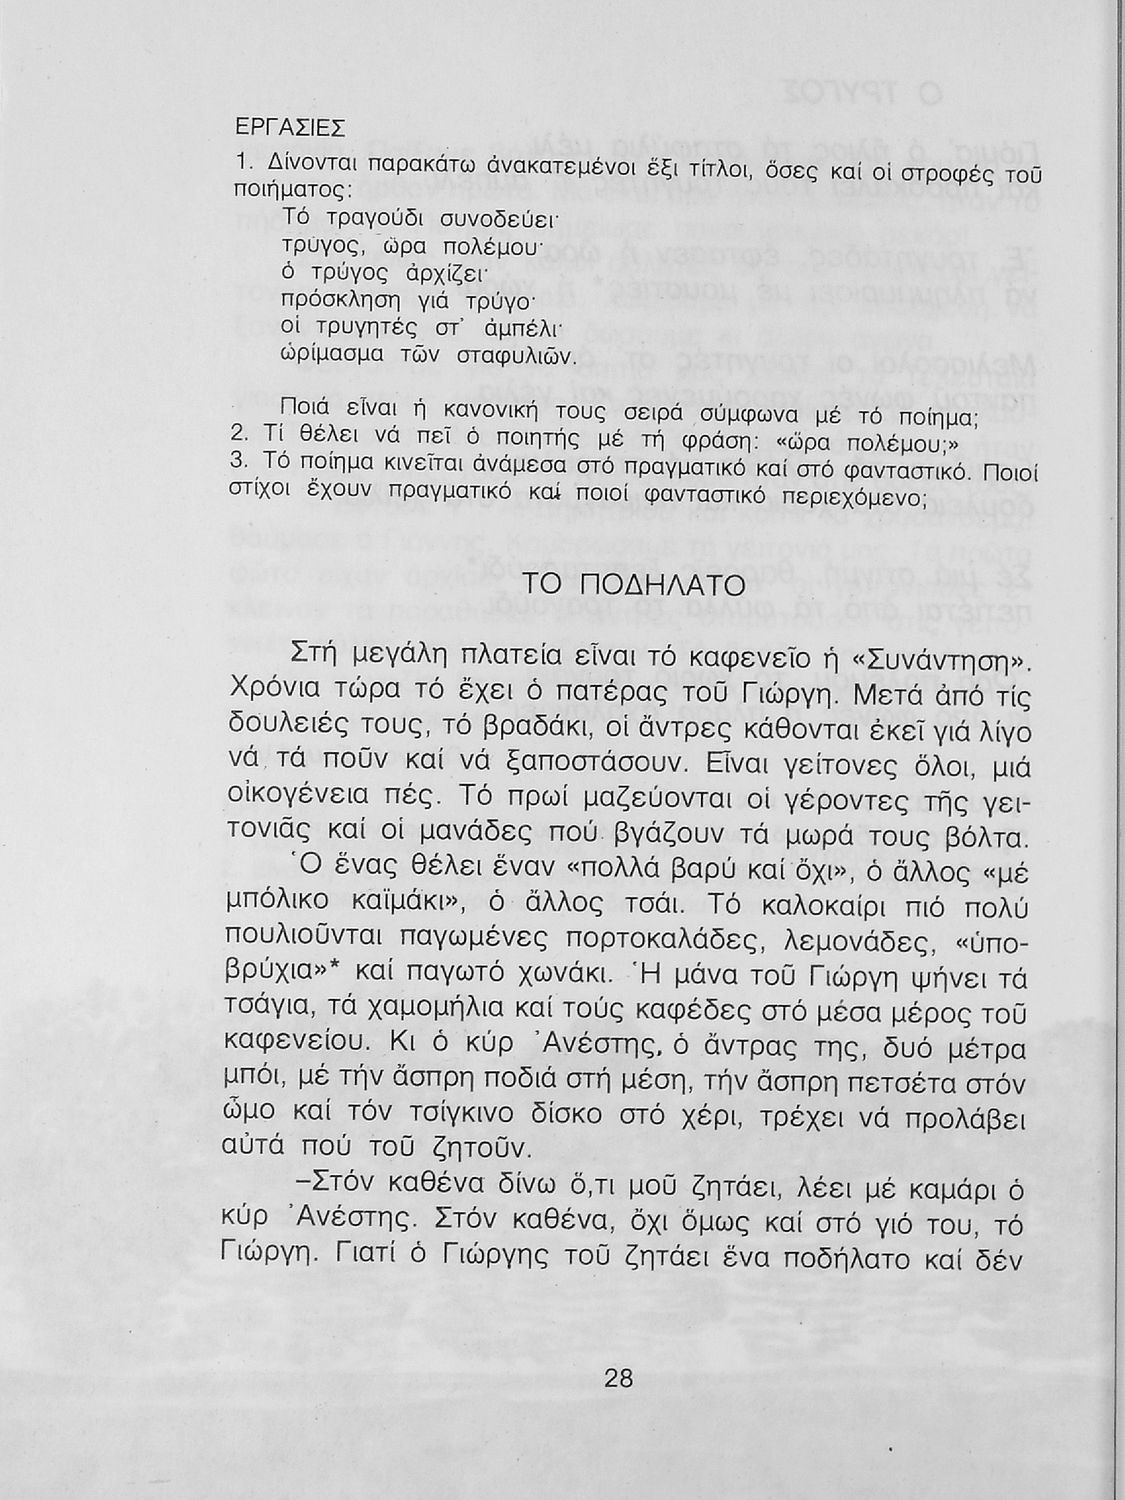 ΕΡΓΑΣΙΕΣ
1. Δίνονται παρακάτω ἀνακατεμένοι ἕξι τίτλοι, ὅσες καί οἱ στροφές τοῦ
ποιήματος:
Τό τραγούδι συνοδεύει·
τρύγος, ὥρα πολέμου·
ὁ τρύγος ἀρχίζει·
πρόσκληση γιά τρύγο·
οἱ τρυγητές στ' ἀμπέλι·
ὡρίμασμα τῶν σταφυλιῶν.
Ποιά εἶναι ἡ κανονική τους σειρά σύμφωνα μέ τό ποίημα;
2. Τί θέλει νά πεῖ ὁ ποιητής μέ τή φράση: «ὥρα πολέμου;»
3. Τό ποίημα κινεῖται ἀνάμεσα στό πραγματικό καί στό φανταστικό. Ποιοί
στίχοι ἔχουν πραγματικό καί ποιοί φανταστικό περιεχόμενο;
ΤΟ ΠΟΔΗΛΑΤΟ
Στή μεγάλη πλατεία εἶναι τό καφενεῖο ἡ «Συνάντηση».
Χρόνια τώρα τό ἔχει ὁ πατέρας τοῦ Γιώργη. Μετά ἀπό τίς
δουλειές τους, τό βραδάκι, οἱ ἄντρες κάθονται ἐκεῖ γιά λίγο
νά τά ποῦν καί νά ξαποστάσουν. Εἶναι γείτονες ὅλοι, μιά
οἰκογένεια πές. Τό πρωί μαζεύονται οἱ γέροντες τῆς γει-
τονιᾶς καί οἱ μανάδες πού βγάζουν τά μωρά τους βόλτα.
Ὁ ἕνας θέλει ἕναν «πολλά βαρύ καί ὄχι», ὁ ἄλλος «μέ
μπόλικο καϊμάκι», ὁ ἄλλος τσάι. Τό καλοκαίρι πιό πολύ
πουλιοῦνται παγωμένες πορτοκαλάδες, λεμονάδες, «ὑπο-
βρύχια»* καί παγωτό χωνάκι. Ἡ μάνα τοῦ Γιώργη ψήνει τά
τσάγια, τά χαμομήλια καί τούς καφέδες στό μέσα μέρος τοῦ
καφενείου. Κι ὁ κύρ Ἀνέστης, ὁ ἄντρας της, δυό μέτρα
μπόι, μέ τήν ἄσπρη ποδιά στή μέση, τήν ἄσπρη πετσέτα στόν
ὦμο καί τόν τσίγκινο δίσκο στό χέρι, τρέχει νά προλάβει
αὐτά πού τοῦ ζητοῦν.
–Στόν καθένα δίνω ὅ,τι μοῦ ζητάει, λέει μέ καμάρι ὁ
κύρ Ἀνέστης. Στόν καθένα, ὄχι ὅμως καί στό γιό του, τό
Γιώργη. Γιατί ὁ Γιώργης τοῦ ζητάει ἕνα ποδήλατο καί δέν
28